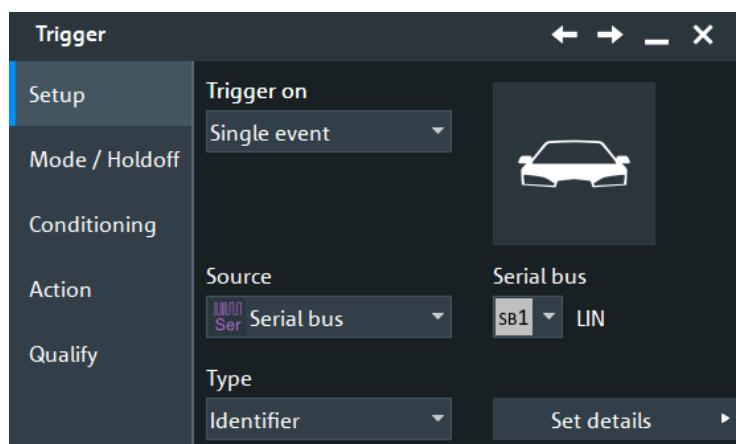 Trigger
Setup
Mode / Holdoff
Conditioning
Action
Qualify
Trigger on
Single event
Source
Ser Serial bus
Serial bus
SB1 LIN
Type
Identifier
Set details